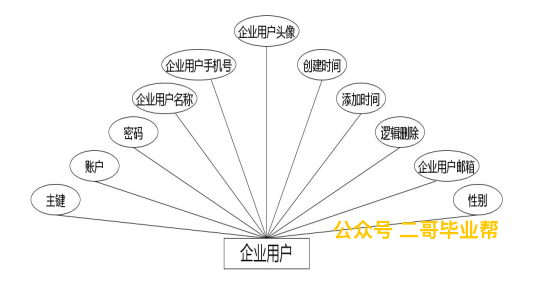 企业用户头像
企业用户手机号
创建时间
企业用户名称
添加时间
密码
逻辑删除
账户
企业用户邮箱
主键
性别
公众号 二哥毕业帮
企业用户